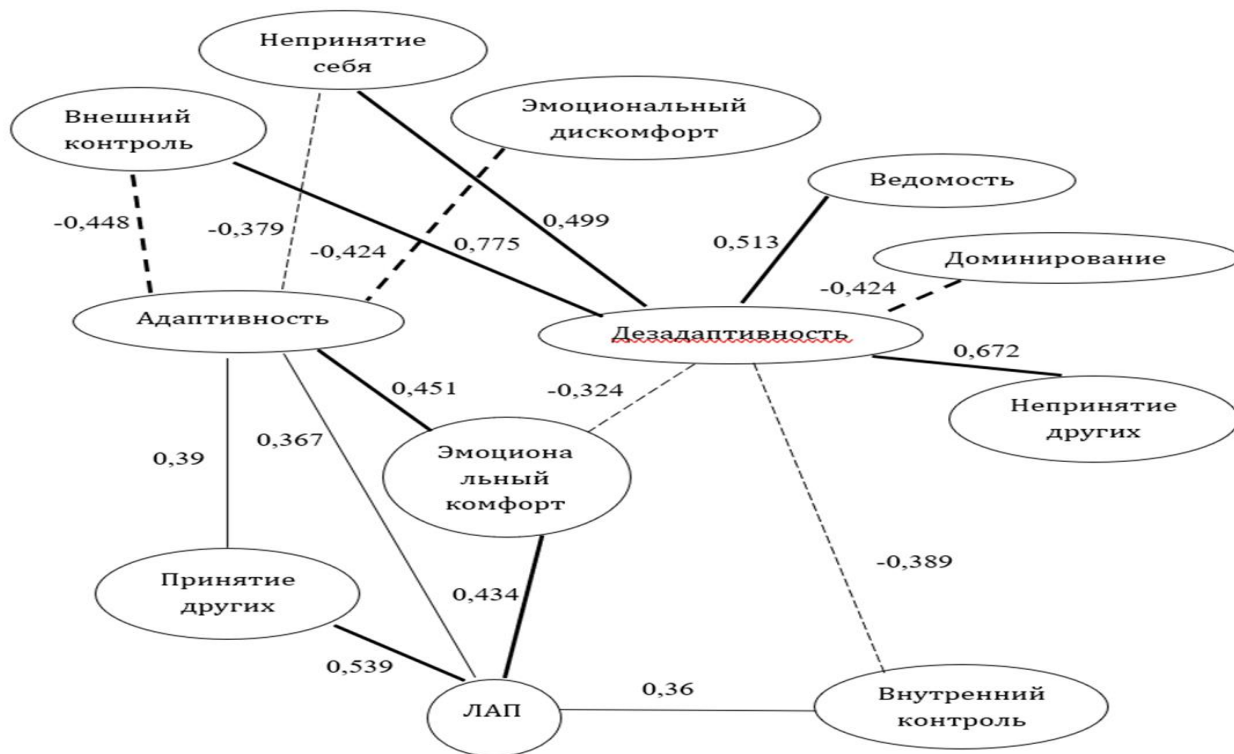 Непринятие
себя
Эмоциональный
дискомфорт
Внешний
контроль
Ведомость
-0,448
-0,379
-0,424
0,775
0,499
0,513
Доминирование
-0,424
Адаптивность
Дезадаптивность
0,672
0,451
-0,324
Непринятие
других
0,39
0,367
Эмоциона
льный
комфорт
-0,389
Принятие
других
0,434
0,539
0,36
ЛАП
Внутренний
контроль